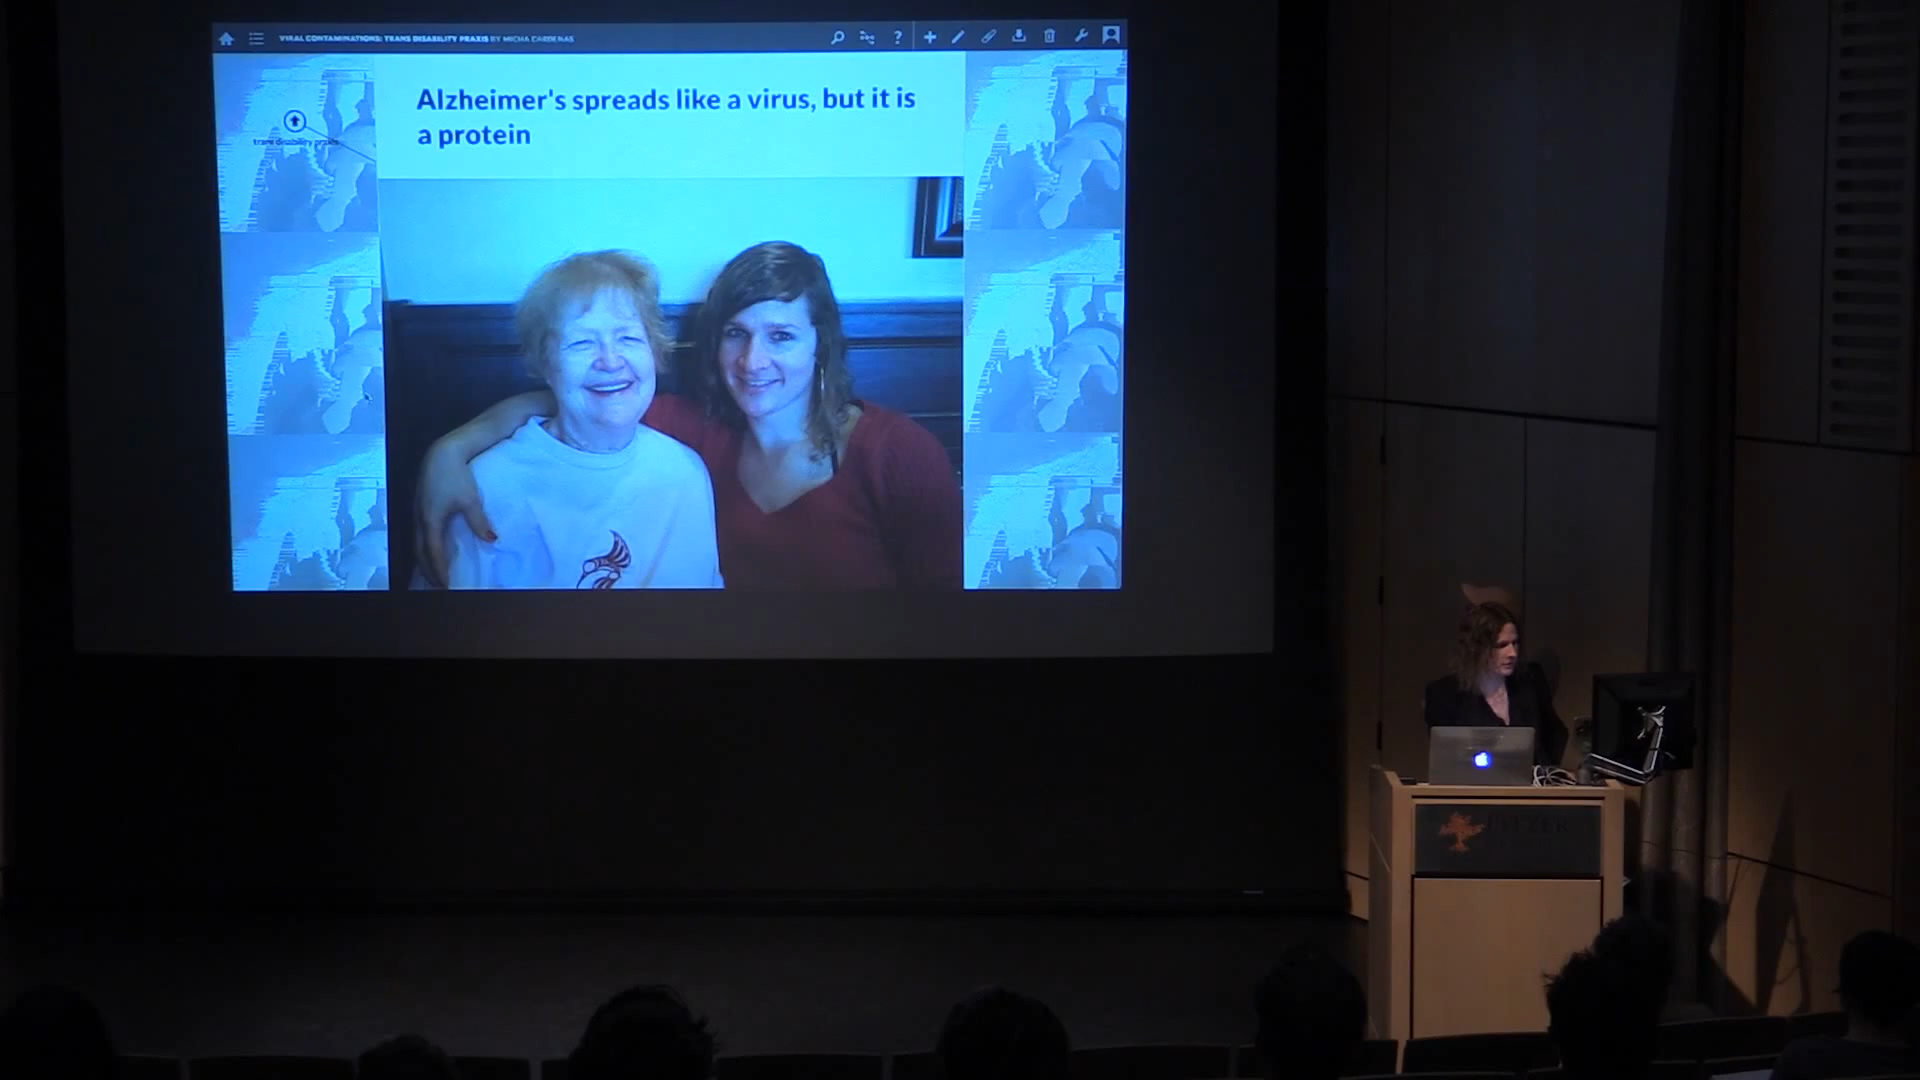 VIRAL CONTAMINATIONS: TRANS DISABILITY PRAXIS BY MICHA CARDENAS
?
Alzheimer's spreads like a virus, but it is
a protein
trans disability praxis
PITZER